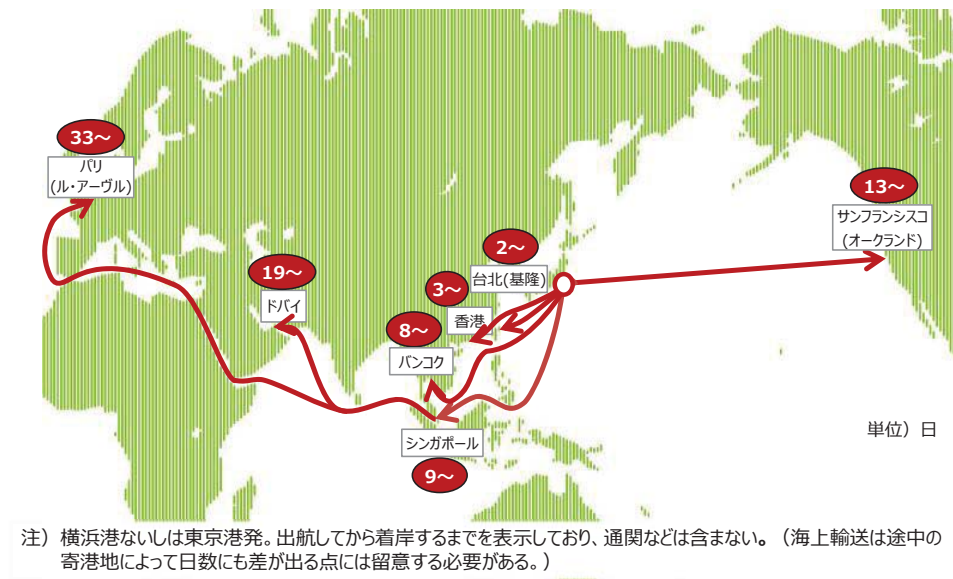 33～
パリ
(ル・アーヴル)
13～
サンフランシスコ
(オークランド)
2～
台北(基隆)
19～
ドバイ
3～
香港
8～
バンコク
シンガポール
9～
単位）日
注）横浜港ないしは東京港発。出航してから着岸するまでを表示しており、通関などは含まない。（海上輸送は途中の
寄港地によって日数にも差が出る点には留意する必要がある。）